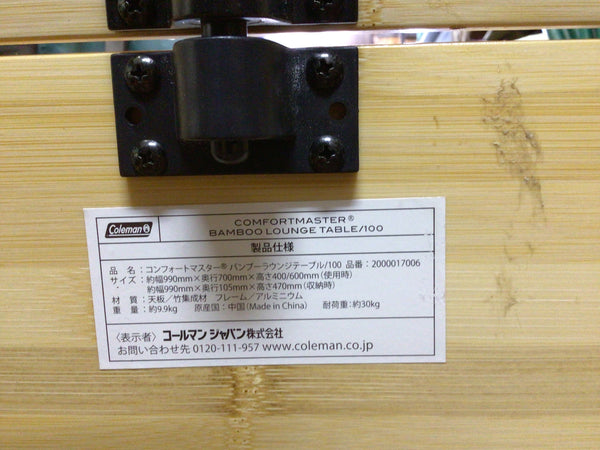 Coleman
COMFORTMASTER®
BAMBOO LOUNGE TABLE/100
製品仕様
品 名：コンフォートマスター® バンブーラウンジテーブル/100 品番：2000017006
サイズ：約幅990mm×奥行700mm×高さ400/600mm（使用時）
：約幅990mm×奥行105mm×高さ470mm（収納時）
材 質：天板／竹集成材 フレーム／アルミニウム
重 量：約9.9kg 原産国：中国（Made in China） 耐荷重：約30kg
〈表示者〉コールマン ジャパン株式会社
お問い合わせ先 0120-111-957 www.coleman.co.jp